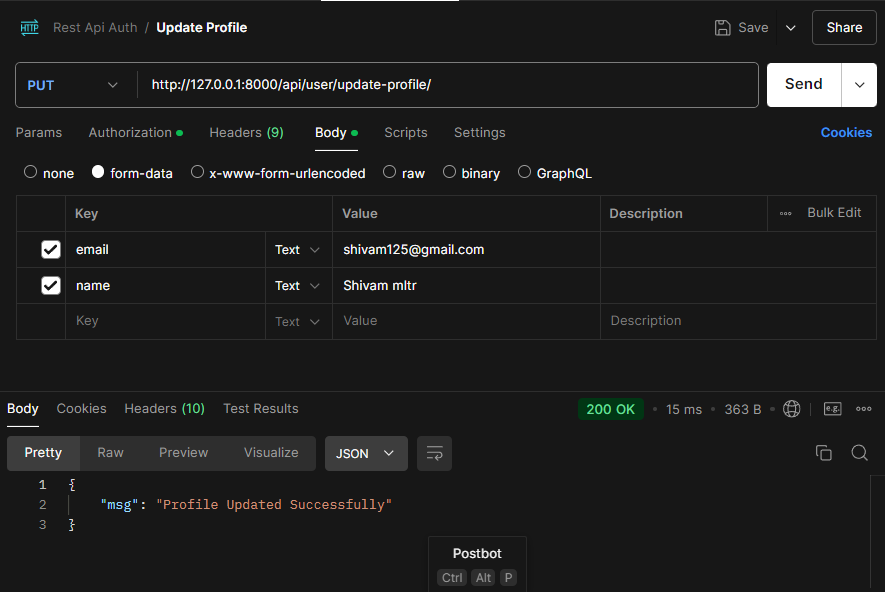 HTTP Rest Api Auth / Update Profile Save Share
PUT http://127.0.0.1:8000/api/user/update-profile/ Send
Params Authorization Headers (9) Body Scripts Settings Cookies
none form-data x-www-form-urlencoded raw binary GraphQL
Key Value Description Bulk Edit
email Text shivam125@gmail.com
name Text Shivam mltr
Key Text Value Description
Body Cookies Headers (10) Test Results 200 OK • 15 ms • 363 B • e.g.
Pretty Raw Preview Visualize JSON
1 {
2 "msg": "Profile Updated Successfully"
3 }
Postbot
Ctrl Alt P